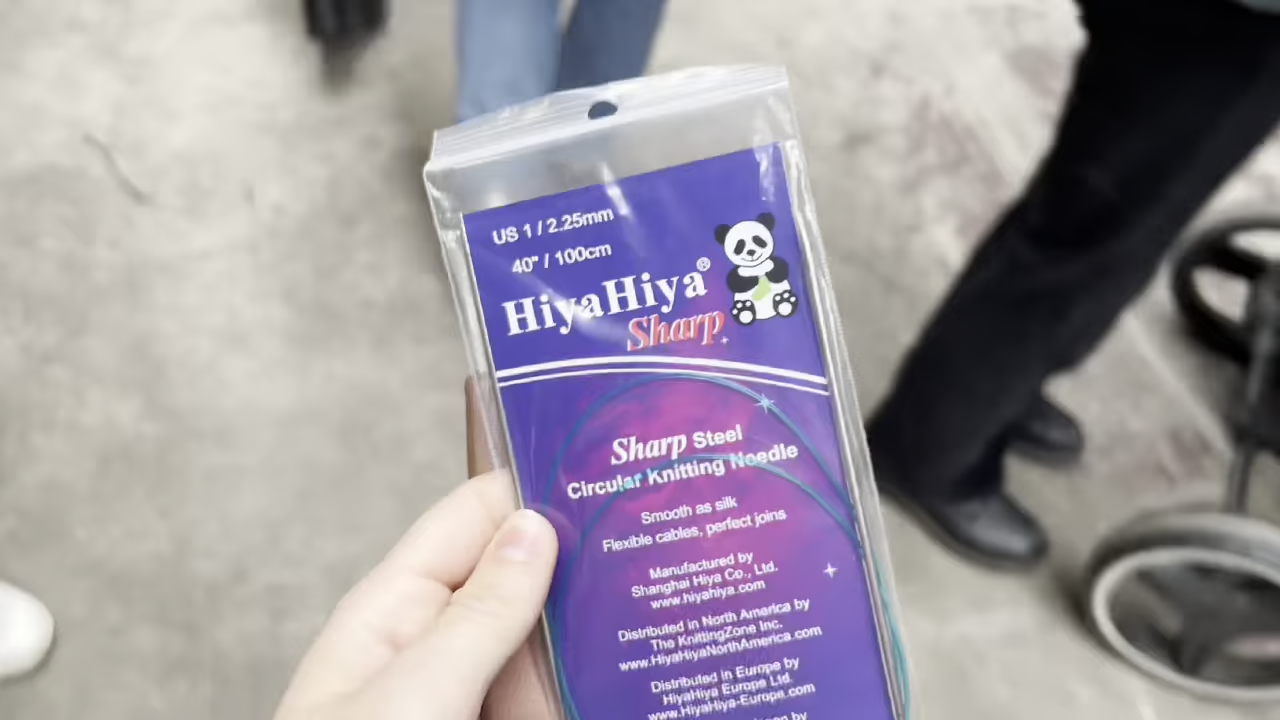 US 1 / 2.25mm
40" / 100cm
HiyaHiya®
Sharp
Sharp Steel
Circular Knitting Needle
Smooth as silk
Flexible cables, perfect joins
Manufactured by
Shanghai Hiya Co., Ltd.
www.hiyahiya.com
Distributed in North America by
The KnittingZone Inc.
www.HiyaHiyaNorthAmerica.com
Distributed in Europe by
HiyaHiya Europe Ltd.
www.HiyaHiya-Europe.com
by